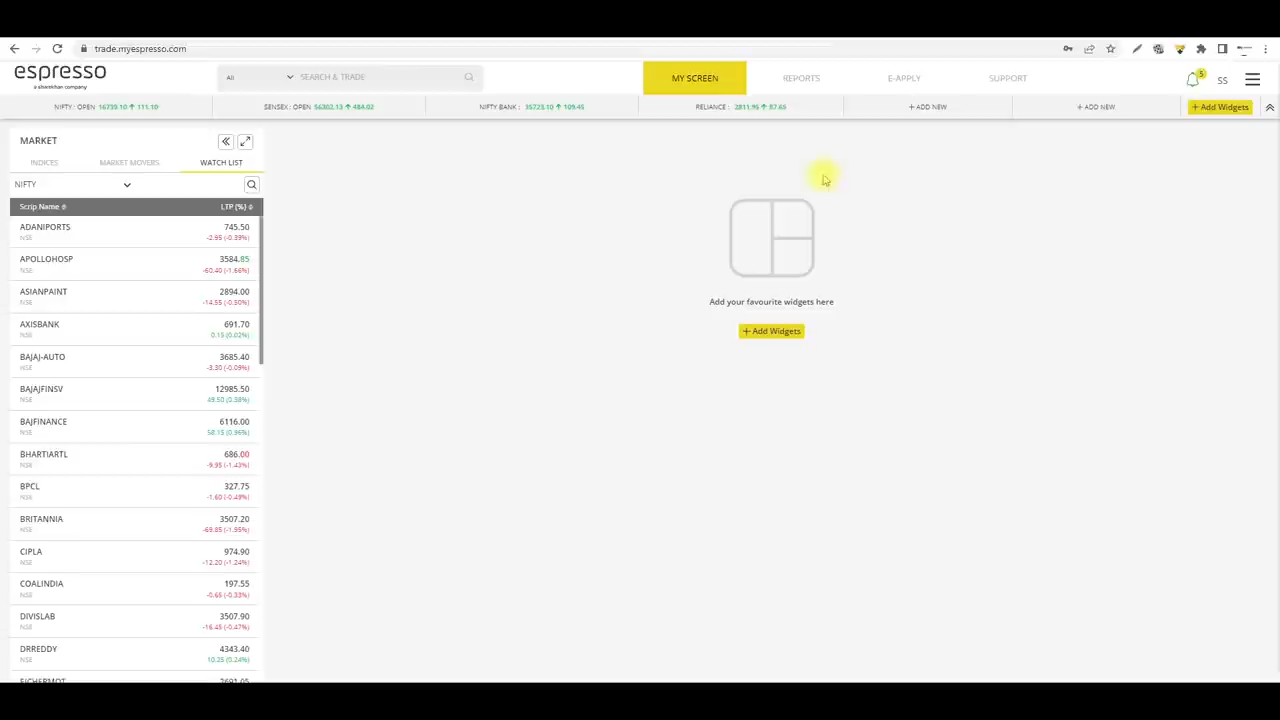 trade.myespresso.com
espresso
a sharekhan company
All
SEARCH & TRADE
MY SCREEN
REPORTS
E-APPLY
SUPPORT
5
SS
NIFTY : OPEN 16739.10 111.10
SENSEX : OPEN 56302.13 484.02
NIFTY BANK : 35723.10 109.45
RELIANCE : 2811.95 87.65
+ ADD NEW
+ ADD NEW
+ Add Widgets
MARKET
INDICES
MARKET MOVERS
WATCH LIST
NIFTY
Scrip Name
LTP (%)
ADANIPORTS 745.50
NSE -2.95 (-0.39%)
APOLLOHOSP 3584.85
NSE -60.40 (-1.66%)
ASIANPAINT 2894.00
NSE -14.55 (-0.50%)
AXISBANK 691.70
NSE 0.15 (0.02%)
BAJAJ-AUTO 3685.40
NSE -3.30 (-0.09%)
BAJAJFINSV 12985.50
NSE 49.50 (0.38%)
BAJFINANCE 6116.00
NSE 58.15 (0.96%)
BHARTIARTL 686.00
NSE -9.95 (-1.43%)
BPCL 327.75
NSE -1.60 (-0.49%)
BRITANNIA 3507.20
NSE -69.85 (-1.95%)
CIPLA 974.90
NSE -12.20 (-1.24%)
COALINDIA 197.55
NSE -0.65 (-0.33%)
DIVISLAB 3507.90
NSE -16.45 (-0.47%)
DRREDDY 4343.40
NSE 10.25 (0.24%)
EICHERMOT 2691.05
Add your favourite widgets here
+ Add Widgets